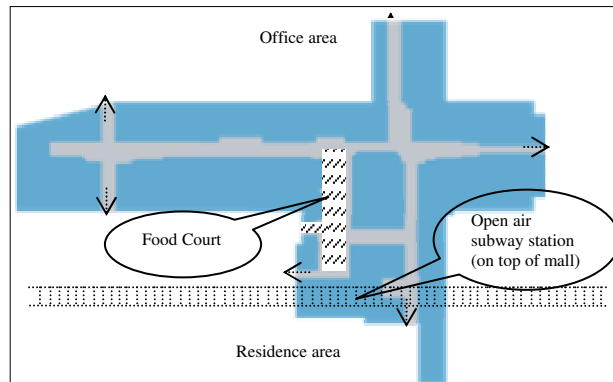 Office area
Food Court
Open air
subway station
(on top of mall)
Residence area